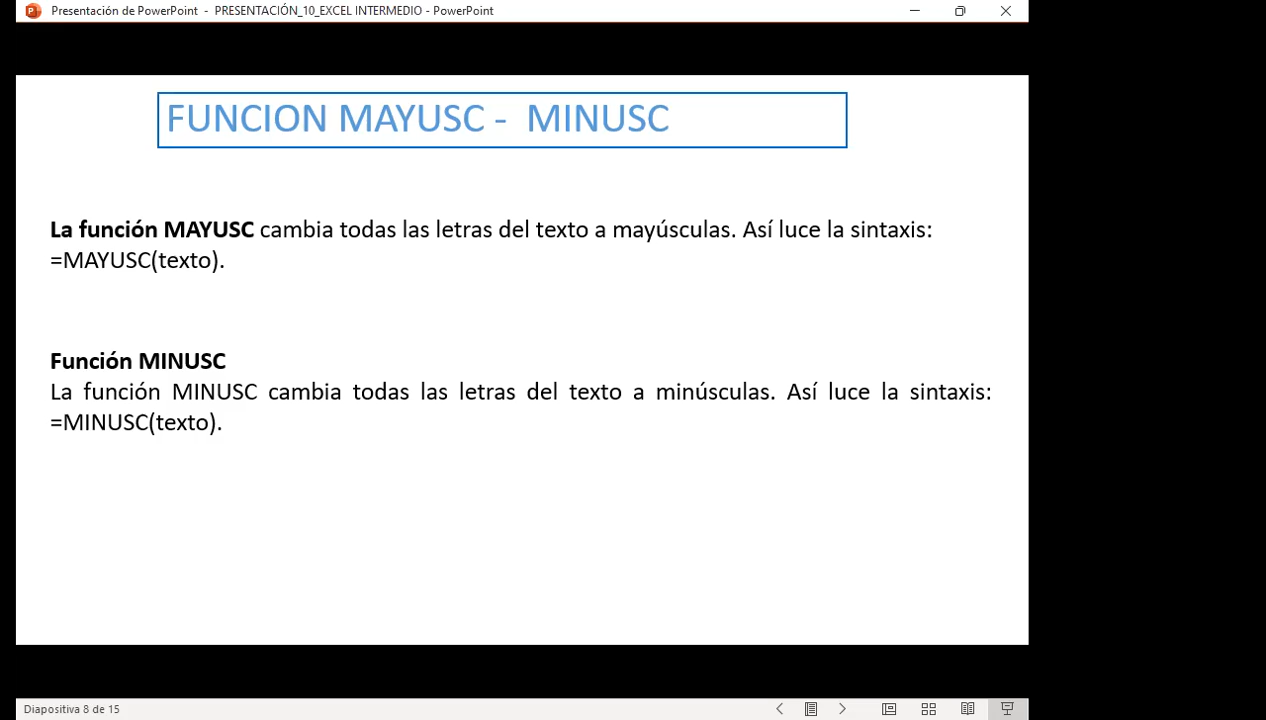 Presentación de PowerPoint - PRESENTACIÓN_10_EXCEL INTERMEDIO - PowerPoint
FUNCION MAYUSC - MINUSC
La función MAYUSC cambia todas las letras del texto a mayúsculas. Así luce la sintaxis:
=MAYUSC(texto).
Función MINUSC
La función MINUSC cambia todas las letras del texto a minúsculas. Así luce la sintaxis:
=MINUSC(texto).
Diapositiva 8 de 15